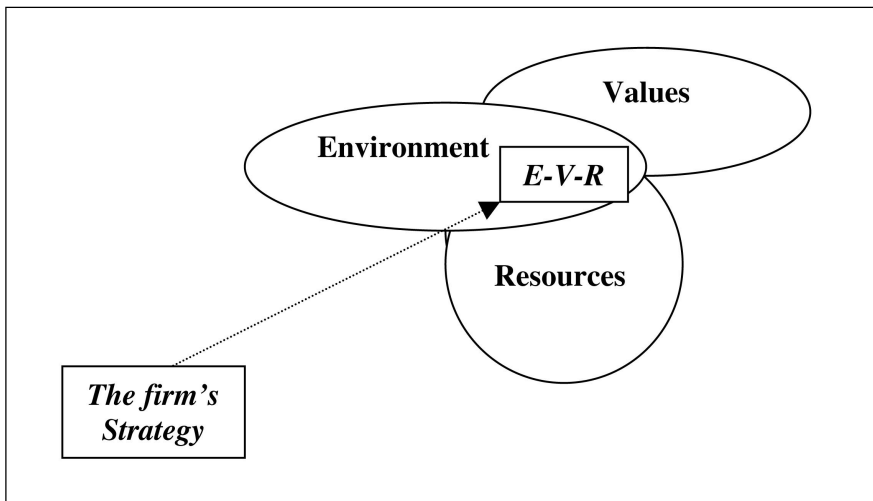 Values
Environment
E-V-R
Resources
The firm's
Strategy